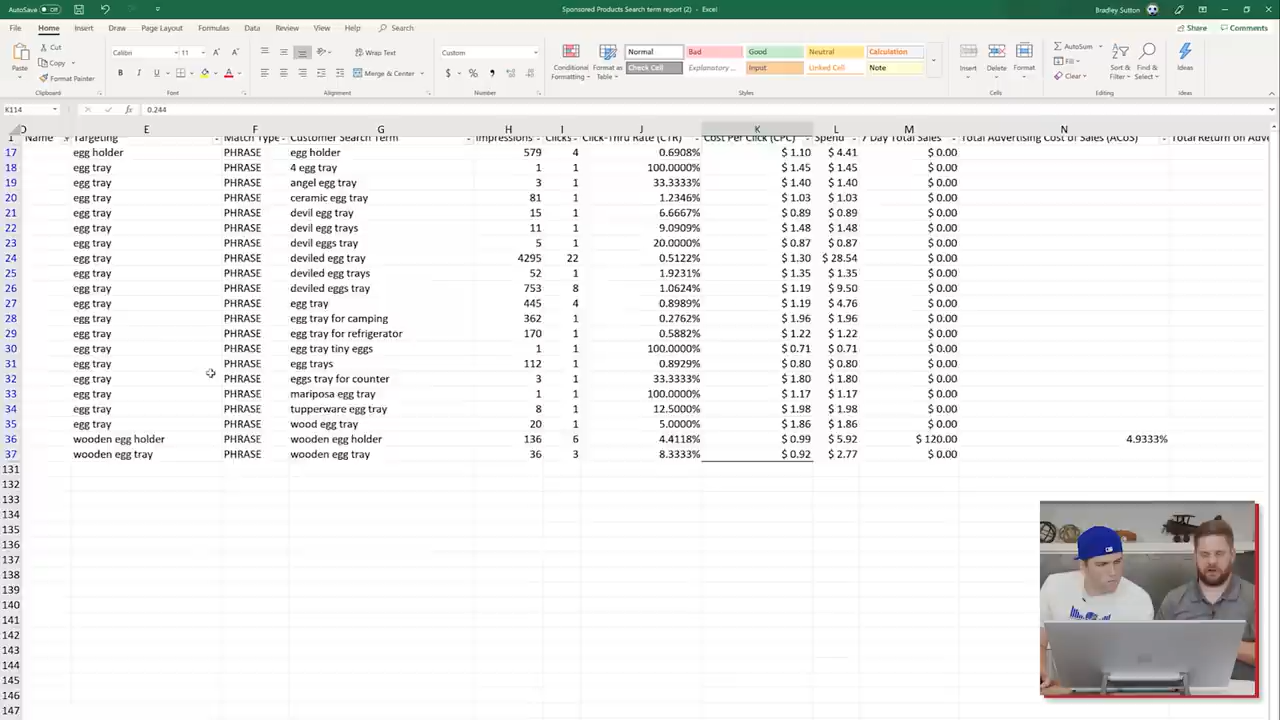 AutoSave Off Sponsored Products Search term report (2) - Excel Bradley Sutton
File Home Insert Draw Page Layout Formulas Data Review View Help Search Share Comments
Paste Cut Copy Format Painter Calibri 11 Wrap Text Merge & Center Custom Conditional Formatting Format as Table Normal Bad Good Neutral Calculation Check Cell Explanatory ... Input Linked Cell Note Insert Delete Format AutoSum Fill Clear Sort & Filter Find & Select Ideas
Clipboard Font Alignment Number Styles Cells Editing Ideas
K114 fx 0.244
D E F G H I J K L M N
1 Name Targeting Match Type Customer Search Term Impressions Clicks Click-Thru Rate (CTR) Cost Per Click (CPC) Spend 7 Day Total Sales Total Advertising Cost of Sales (ACoS) Total Return on Adve
17 egg holder PHRASE egg holder 579 4 0.6908% $ 1.10 $ 4.41 $ 0.00
18 egg tray PHRASE 4 egg tray 1 1 100.0000% $ 1.45 $ 1.45 $ 0.00
19 egg tray PHRASE angel egg tray 3 1 33.3333% $ 1.40 $ 1.40 $ 0.00
20 egg tray PHRASE ceramic egg tray 81 1 1.2346% $ 1.03 $ 1.03 $ 0.00
21 egg tray PHRASE devil egg tray 15 1 6.6667% $ 0.89 $ 0.89 $ 0.00
22 egg tray PHRASE devil egg trays 11 1 9.0909% $ 1.48 $ 1.48 $ 0.00
23 egg tray PHRASE devil eggs tray 5 1 20.0000% $ 0.87 $ 0.87 $ 0.00
24 egg tray PHRASE deviled egg tray 4295 22 0.5122% $ 1.30 $ 28.54 $ 0.00
25 egg tray PHRASE deviled egg trays 52 1 1.9231% $ 1.35 $ 1.35 $ 0.00
26 egg tray PHRASE deviled eggs tray 753 8 1.0624% $ 1.19 $ 9.50 $ 0.00
27 egg tray PHRASE egg tray 445 4 0.8989% $ 1.19 $ 4.76 $ 0.00
28 egg tray PHRASE egg tray for camping 362 1 0.2762% $ 1.96 $ 1.96 $ 0.00
29 egg tray PHRASE egg tray for refrigerator 170 1 0.5882% $ 1.22 $ 1.22 $ 0.00
30 egg tray PHRASE egg tray tiny eggs 1 1 100.0000% $ 0.71 $ 0.71 $ 0.00
31 egg tray PHRASE egg trays 112 1 0.8929% $ 0.80 $ 0.80 $ 0.00
32 egg tray PHRASE eggs tray for counter 3 1 33.3333% $ 1.80 $ 1.80 $ 0.00
33 egg tray PHRASE mariposa egg tray 1 1 100.0000% $ 1.17 $ 1.17 $ 0.00
34 egg tray PHRASE tupperware egg tray 8 1 12.5000% $ 1.98 $ 1.98 $ 0.00
35 egg tray PHRASE wood egg tray 20 1 5.0000% $ 1.86 $ 1.86 $ 0.00
36 wooden egg holder PHRASE wooden egg holder 136 6 4.4118% $ 0.99 $ 5.92 $ 120.00 4.9333%
37 wooden egg tray PHRASE wooden egg tray 36 3 8.3333% $ 0.92 $ 2.77 $ 0.00
131
132
133
134
135
136
137
138
139
140
141
142
143
144
145
146
147